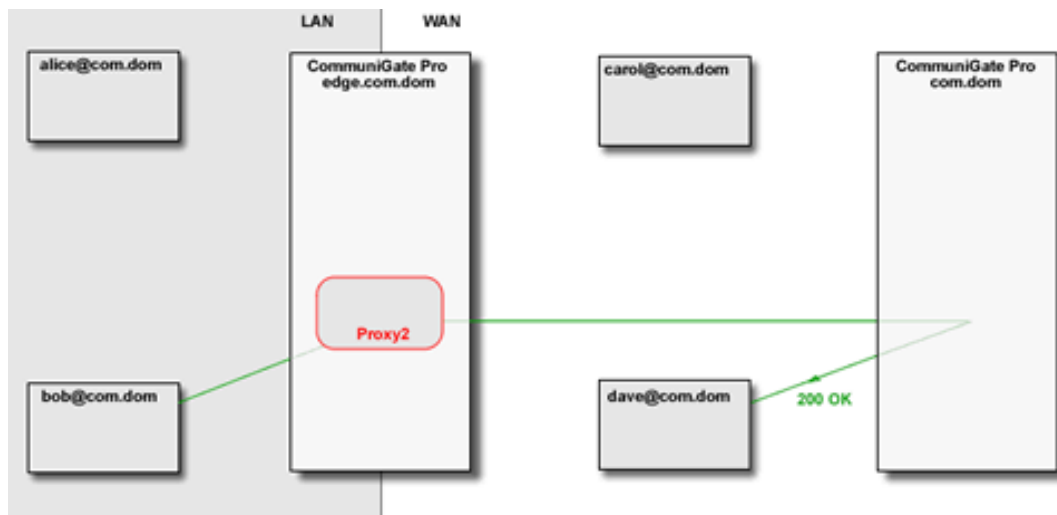 LAN WAN
alice@com.dom
CommuniGate Pro
edge.com.dom
carol@com.dom
CommuniGate Pro
com.dom
Proxy2
bob@com.dom
dave@com.dom
200 OK